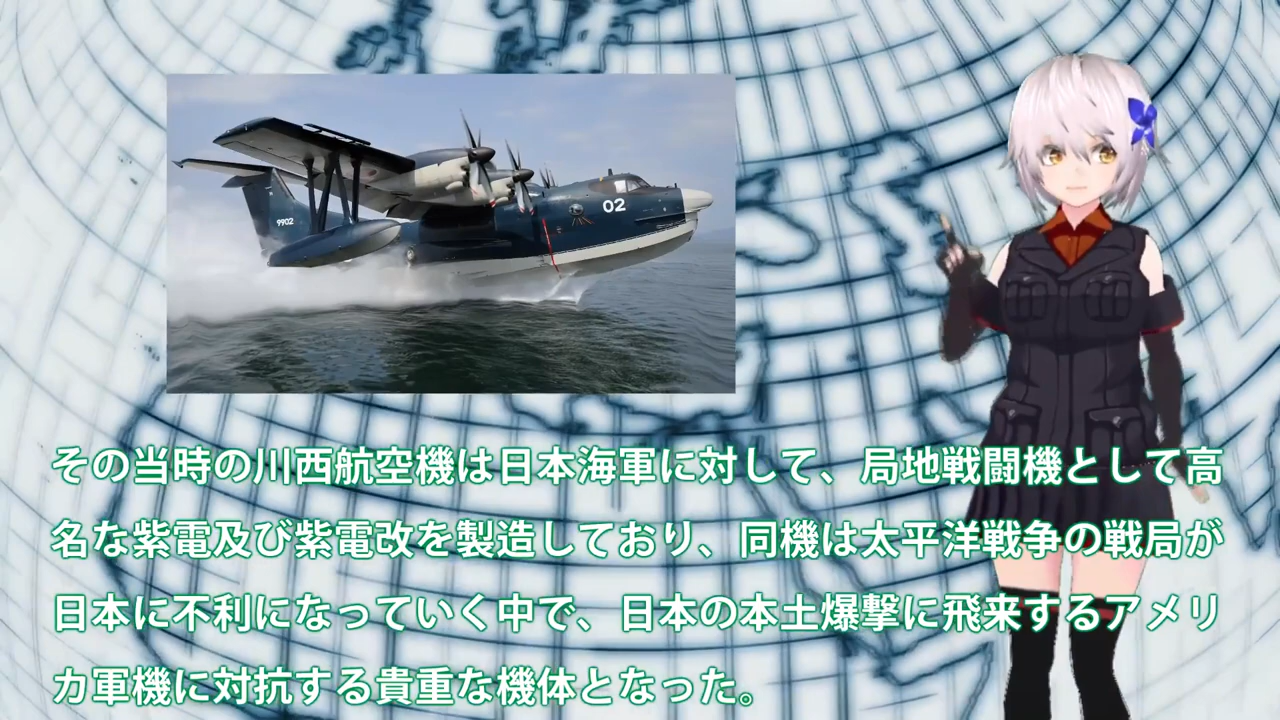 02
9902
その当時の川西航空機は日本海軍に対して、局地戦闘機として高
名な紫電及び紫電改を製造しており、同機は太平洋戦争の戦局が
日本に不利になっていく中で、日本の本土爆撃に飛来するアメリ
カ軍機に対抗する貴重な機体となった。